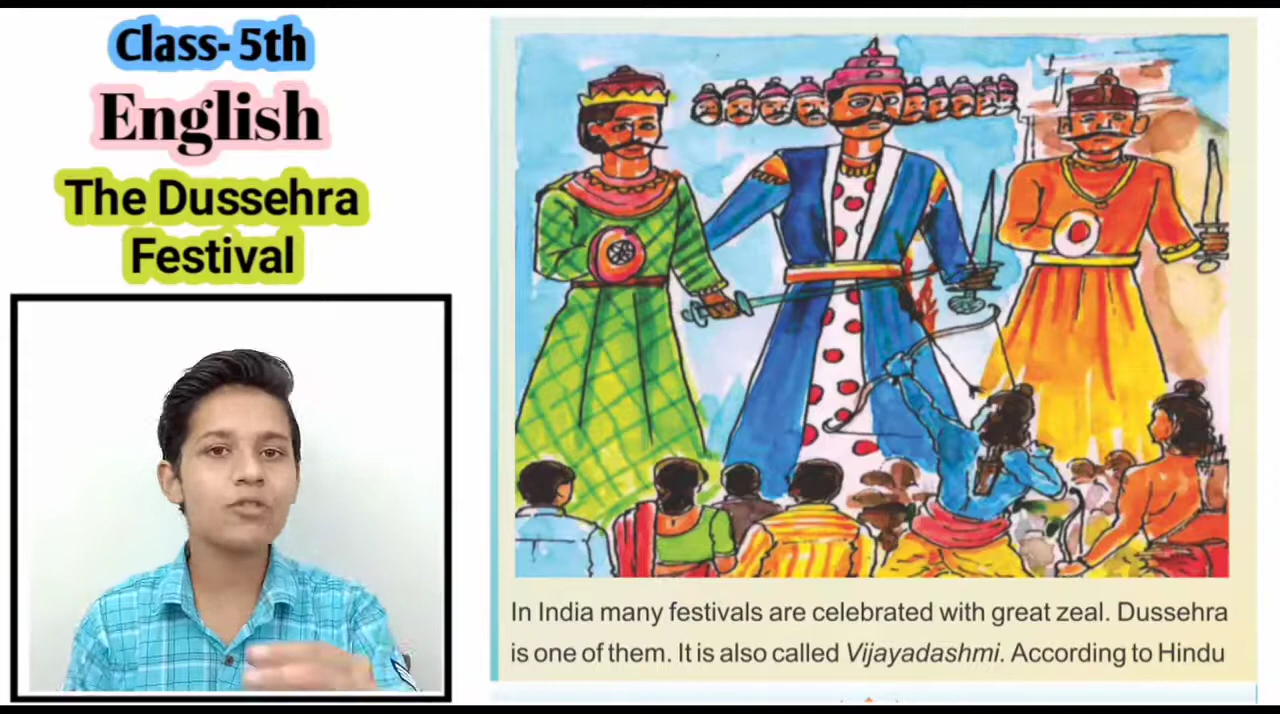 Class- 5th
English
The Dussehra
Festival
In India many festivals are celebrated with great zeal. Dussehra
is one of them. It is also called Vijayadashmi. According to Hindu